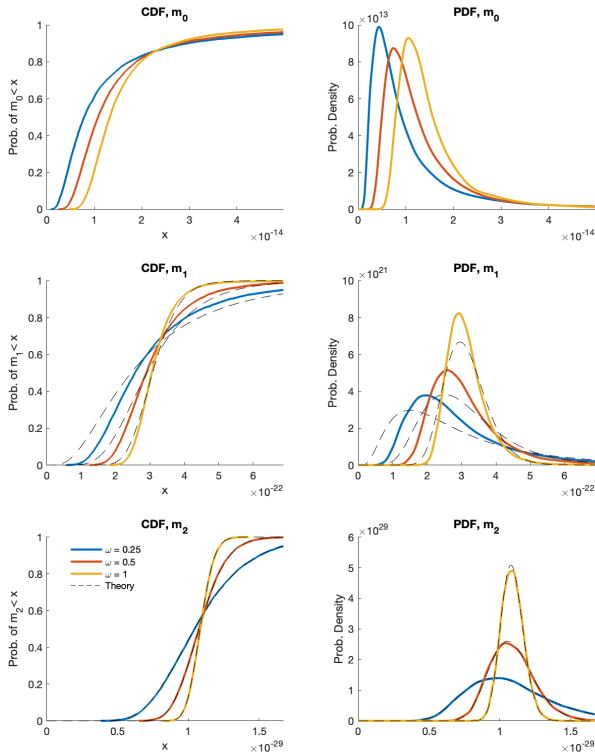 CDF, m0
Prob. of m0< x
1
0.8
0.6
0.4
0.2
0
0 1 2 3 4
x
×10-14
PDF, m0
×1013
Prob. Density
10
8
6
4
2
0
0 1 2 3 4
×10-14
CDF, m1
Prob. of m1< x
1
0.8
0.6
0.4
0.2
0
0 1 2 3 4 5 6
x
×10-22
PDF, m1
×1021
Prob. Density
10
8
6
4
2
0
0 1 2 3 4 5 6
×10-22
CDF, m2
Prob. of m2< x
1
0.8
0.6
0.4
0.2
0
ω = 0.25
ω = 0.5
ω = 1
Theory
0 0.5 1 1.5
x
×10-29
PDF, m2
×1029
Prob. Density
6
5
4
3
2
1
0
0 0.5 1 1.5
×10-29